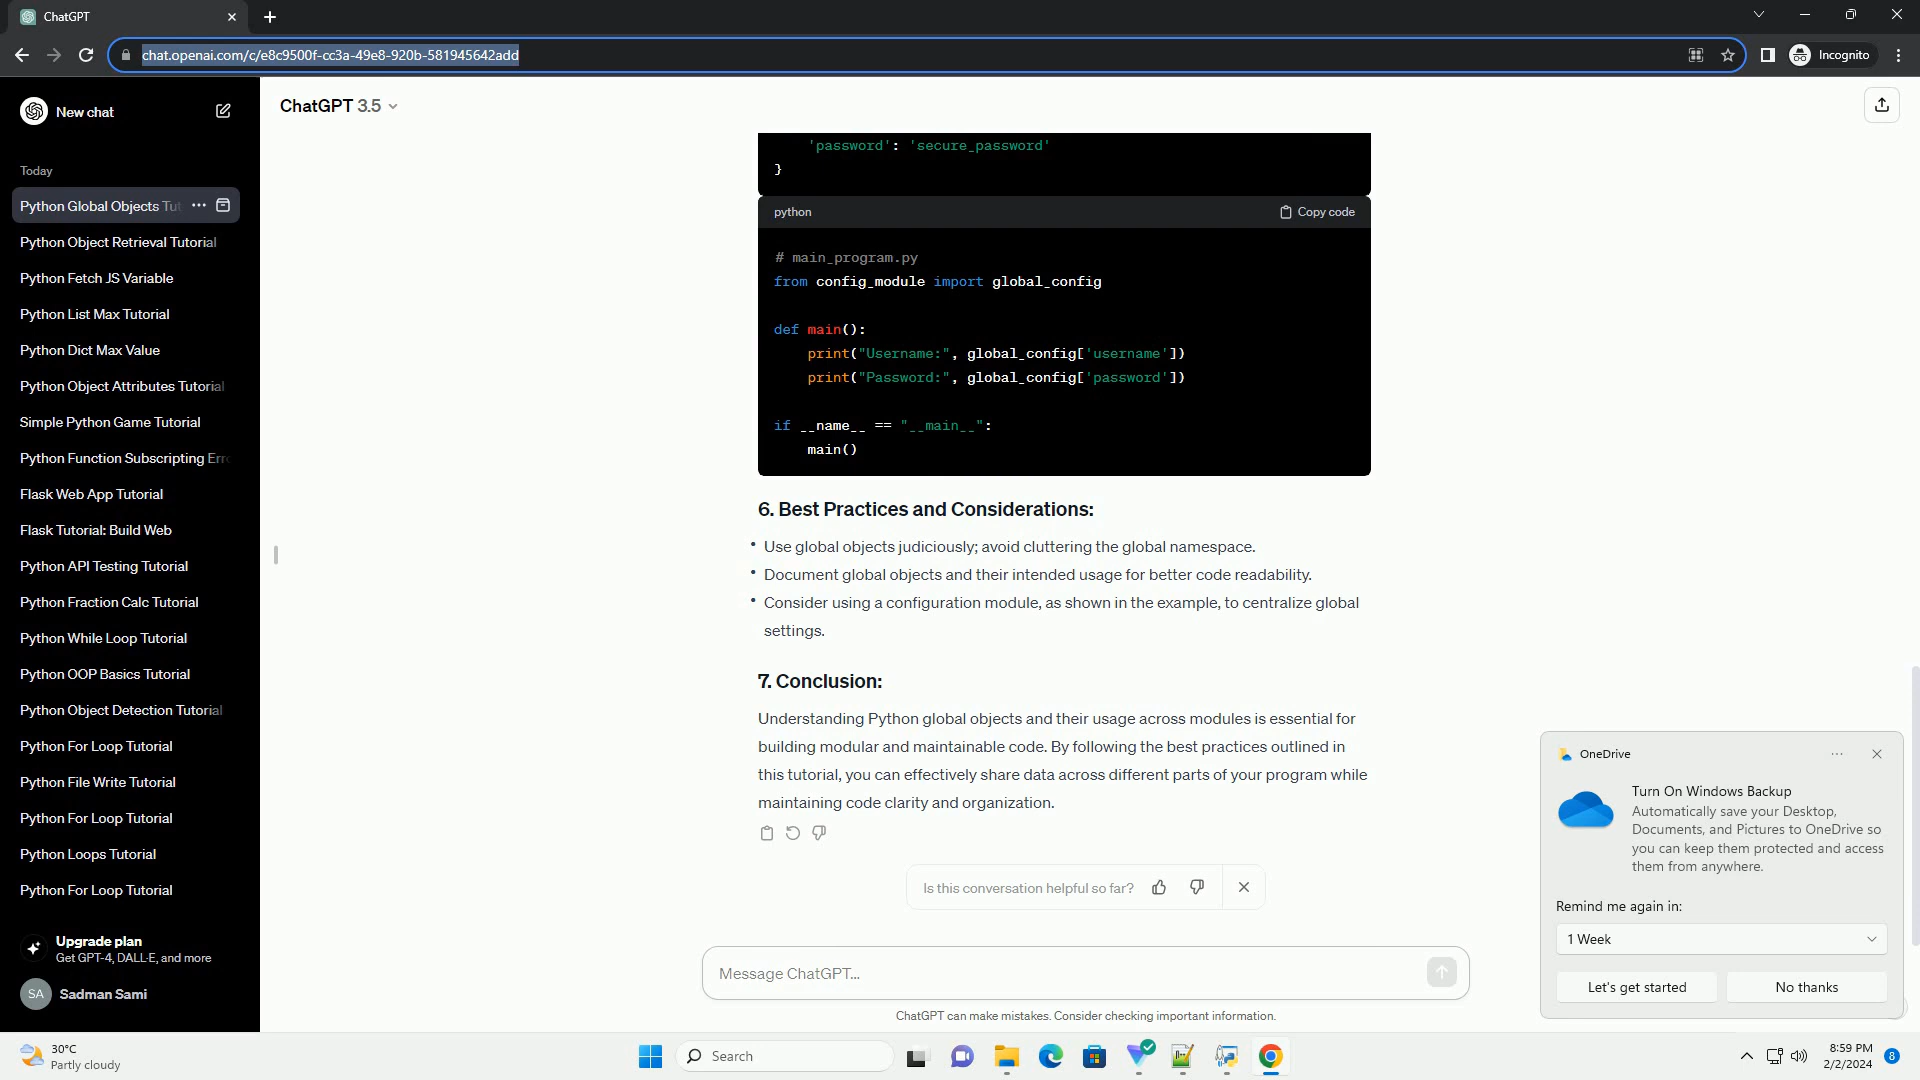 ChatGPT
chat.openai.com/c/e8c9500f-cc3a-49e8-920b-581945642add
Incognito
New chat
Today
Python Global Objects Tut
Python Object Retrieval Tutorial
Python Fetch JS Variable
Python List Max Tutorial
Python Dict Max Value
Python Object Attributes Tutorial
Simple Python Game Tutorial
Python Function Subscripting Erro
Flask Web App Tutorial
Flask Tutorial: Build Web
Python API Testing Tutorial
Python Fraction Calc Tutorial
Python While Loop Tutorial
Python OOP Basics Tutorial
Python Object Detection Tutorial
Python For Loop Tutorial
Python File Write Tutorial
Python For Loop Tutorial
Python Loops Tutorial
Python For Loop Tutorial
Upgrade plan
Get GPT-4, DALL·E, and more
SA Sadman Sami
ChatGPT 3.5
'password': 'secure_password'
}
python
Copy code
# main_program.py
from config_module import global_config
def main():
print("Username:", global_config['username'])
print("Password:", global_config['password'])
if __name__ == "__main__":
main()
6. Best Practices and Considerations:
• Use global objects judiciously; avoid cluttering the global namespace.
• Document global objects and their intended usage for better code readability.
• Consider using a configuration module, as shown in the example, to centralize global
settings.
7. Conclusion:
Understanding Python global objects and their usage across modules is essential for
building modular and maintainable code. By following the best practices outlined in
this tutorial, you can effectively share data across different parts of your program while
maintaining code clarity and organization.
Is this conversation helpful so far?
Message ChatGPT...
ChatGPT can make mistakes. Consider checking important information.
OneDrive
Turn On Windows Backup
Automatically save your Desktop,
Documents, and Pictures to OneDrive so
you can keep them protected and access
them from anywhere.
Remind me again in:
1 Week
Let's get started
No thanks
30°C
Partly cloudy
Search
8:59 PM
2/2/2024
8